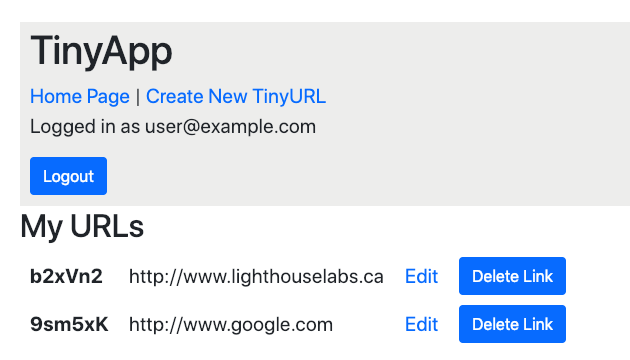 TinyApp
Home Page | Create New TinyURL
Logged in as user@example.com
Logout
My URLs
b2xVn2 http://www.lighthouselabs.ca Edit Delete Link
9sm5xK http://www.google.com Edit Delete Link